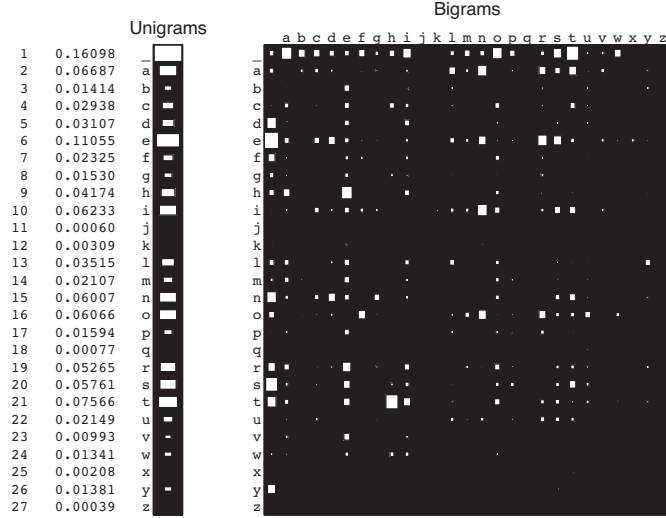 Bigrams
Unigrams
a b c d e f g h i j k l m n o p q r s t u v w x y z
1 0.16098 _ _
2 0.06687 a a
3 0.01414 b b
4 0.02938 c c
5 0.03107 d d
6 0.11055 e e
7 0.02325 f f
8 0.01530 g g
9 0.04174 h h
10 0.06233 i i
11 0.00060 j j
12 0.00309 k k
13 0.03515 l l
14 0.02107 m m
15 0.06007 n n
16 0.06066 o o
17 0.01594 p p
18 0.00077 q q
19 0.05265 r r
20 0.05761 s s
21 0.07566 t t
22 0.02149 u u
23 0.00993 v v
24 0.01341 w w
25 0.00208 x x
26 0.01381 y y
27 0.00039 z z